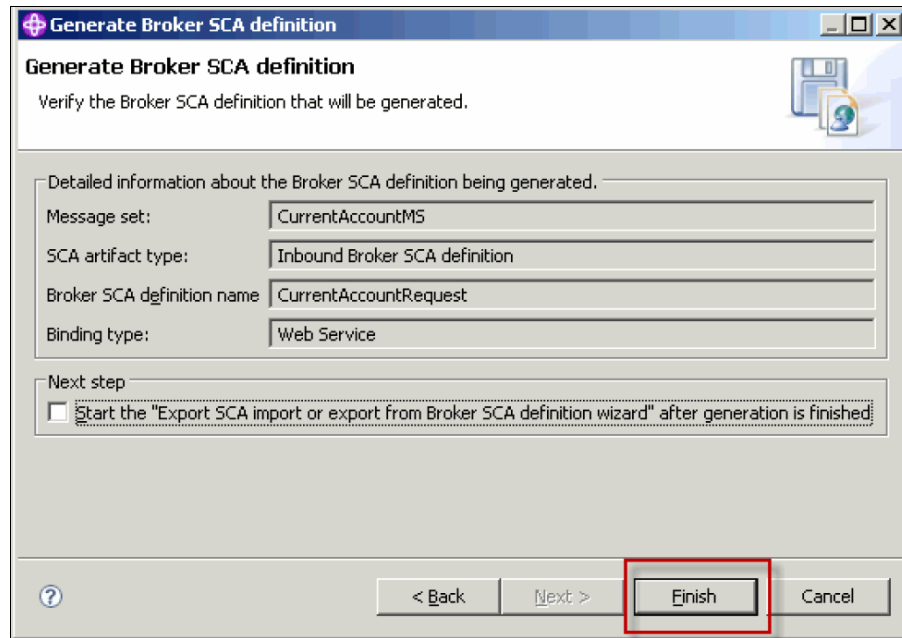 Generate Broker SCA definition
Generate Broker SCA definition
Verify the Broker SCA definition that will be generated.
Detailed information about the Broker SCA definition being generated.
Message set: CurrentAccountMS
SCA artifact type: Inbound Broker SCA definition
Broker SCA definition name CurrentAccountRequest
Binding type: Web Service
Next step
Start the "Export SCA import or export from Broker SCA definition wizard" after generation is finished
? < Back Next > Finish Cancel